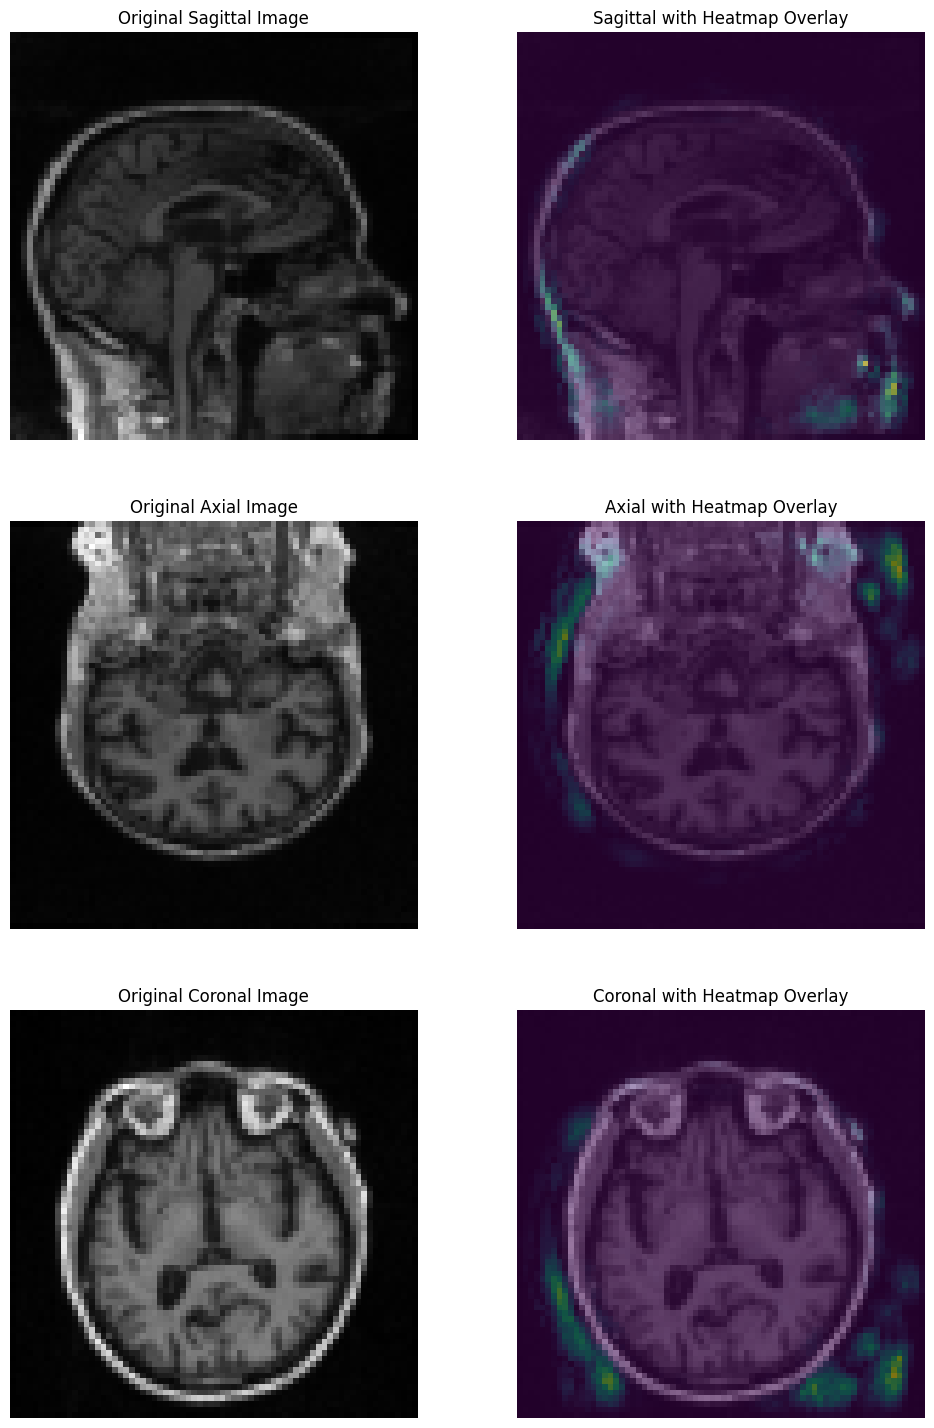 Original Sagittal Image
Sagittal with Heatmap Overlay
Original Axial Image
Axial with Heatmap Overlay
Original Coronal Image
Coronal with Heatmap Overlay